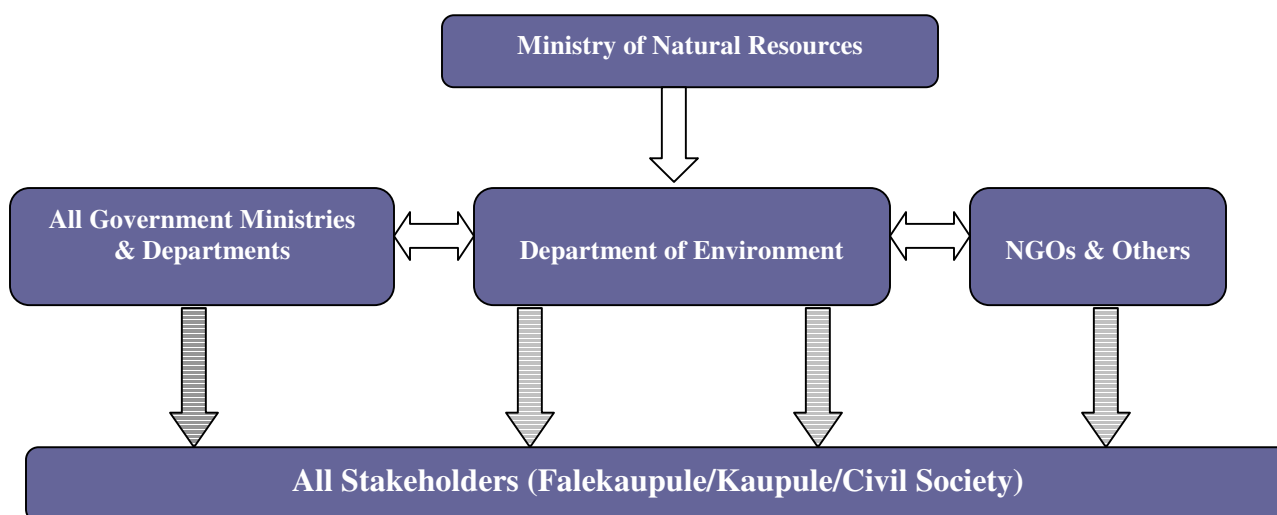 Ministry of Natural Resources
All Government Ministries
& Departments
Department of Environment
NGOs & Others
All Stakeholders (Falekaupule/Kaupule/Civil Society)